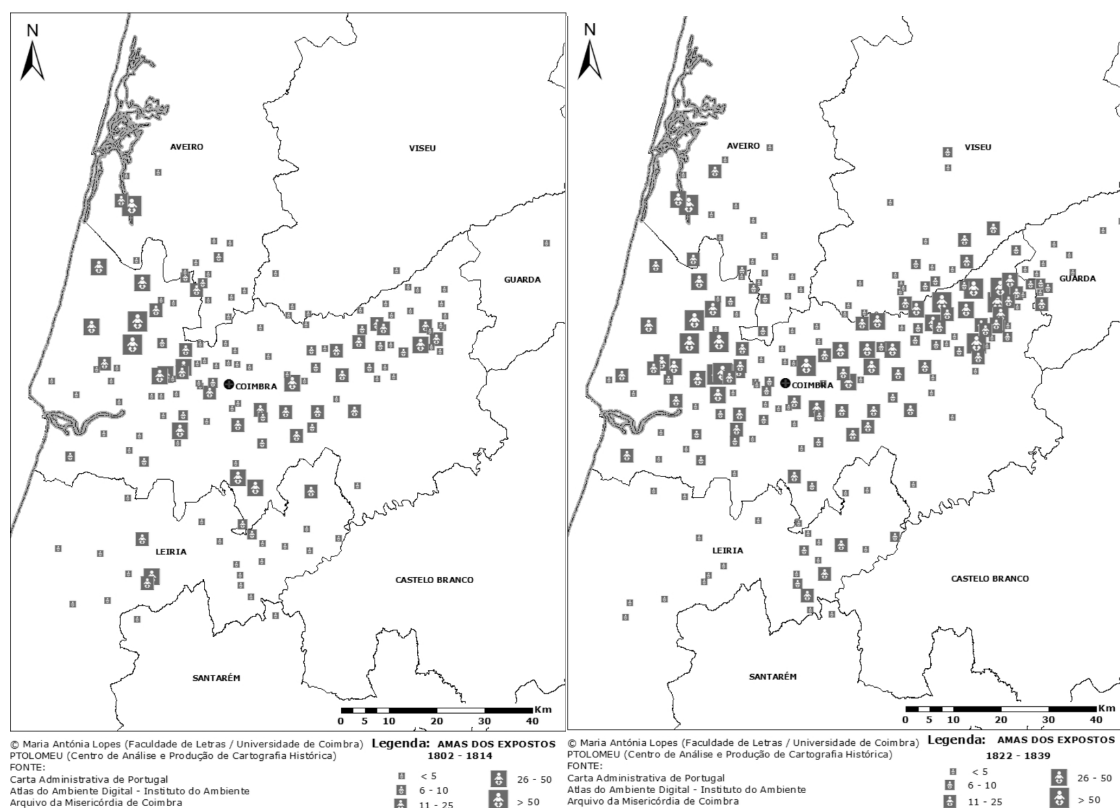 N
AVEIRO
VISEU
GUARDA
COIMBRA
LEIRIA
CASTELO BRANCO
SANTARÉM
Km
0 5 10 20 30 40
© Maria Antónia Lopes (Faculdade de Letras / Universidade de Coimbra)
PTOLOMEU (Centro de Análise e Produção de Cartografia Histórica)
FONTE:
Carta Administrativa de Portugal
Atlas do Ambiente Digital - Instituto do Ambiente
Arquivo da Misericórdia de Coimbra
Legenda: AMAS DOS EXPOSTOS
1802 - 1814
< 5
6 - 10
11 - 25
26 - 50
> 50
N
AVEIRO
VISEU
GUARDA
COIMBRA
LEIRIA
CASTELO BRANCO
SANTARÉM
Km
0 5 10 20 30 40
© Maria Antónia Lopes (Faculdade de Letras / Universidade de Coimbra)
PTOLOMEU (Centro de Análise e Produção de Cartografia Histórica)
FONTE:
Carta Administrativa de Portugal
Atlas do Ambiente Digital - Instituto do Ambiente
Arquivo da Misericórdia de Coimbra
Legenda: AMAS DOS EXPOSTOS
1822 - 1839
< 5
6 - 10
11 - 25
26 - 50
> 50